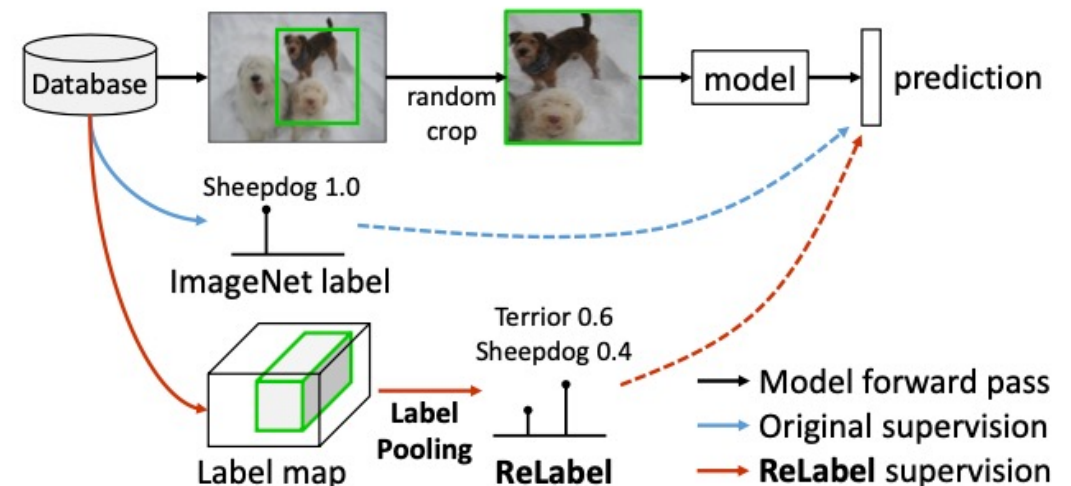 Database
random
crop
model
prediction
Sheepdog 1.0
ImageNet label
Terrior 0.6
Sheepdog 0.4
Label
Pooling
Label map
ReLabel
Model forward pass
Original supervision
ReLabel supervision